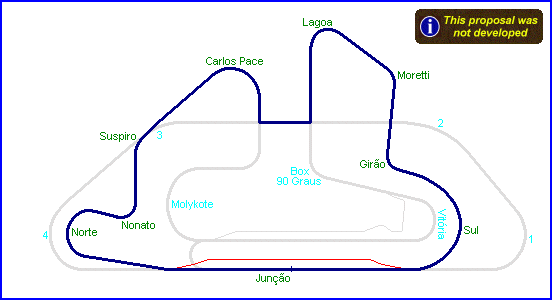 This proposal was
not developed
Lagoa
Carlos Pace
Moretti
Suspiro
3
2
Girão
Box
90 Graus
Molykote
Vitória
Norte
Nonato
Sul
4
1
Junção